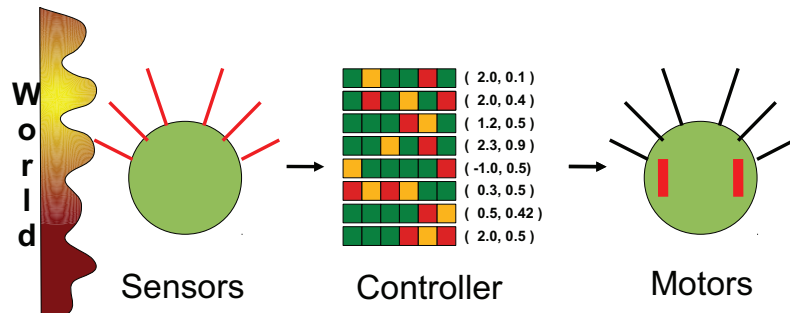 World
( 2.0, 0.1)
( 2.0, 0.4)
( 1.2, 0.5)
( 2.3, 0.9)
( -1.0, 0.5)
( 0.3, 0.5)
( 0.5, 0.42 )
( 2.0, 0.5)
Sensors
Controller
Motors